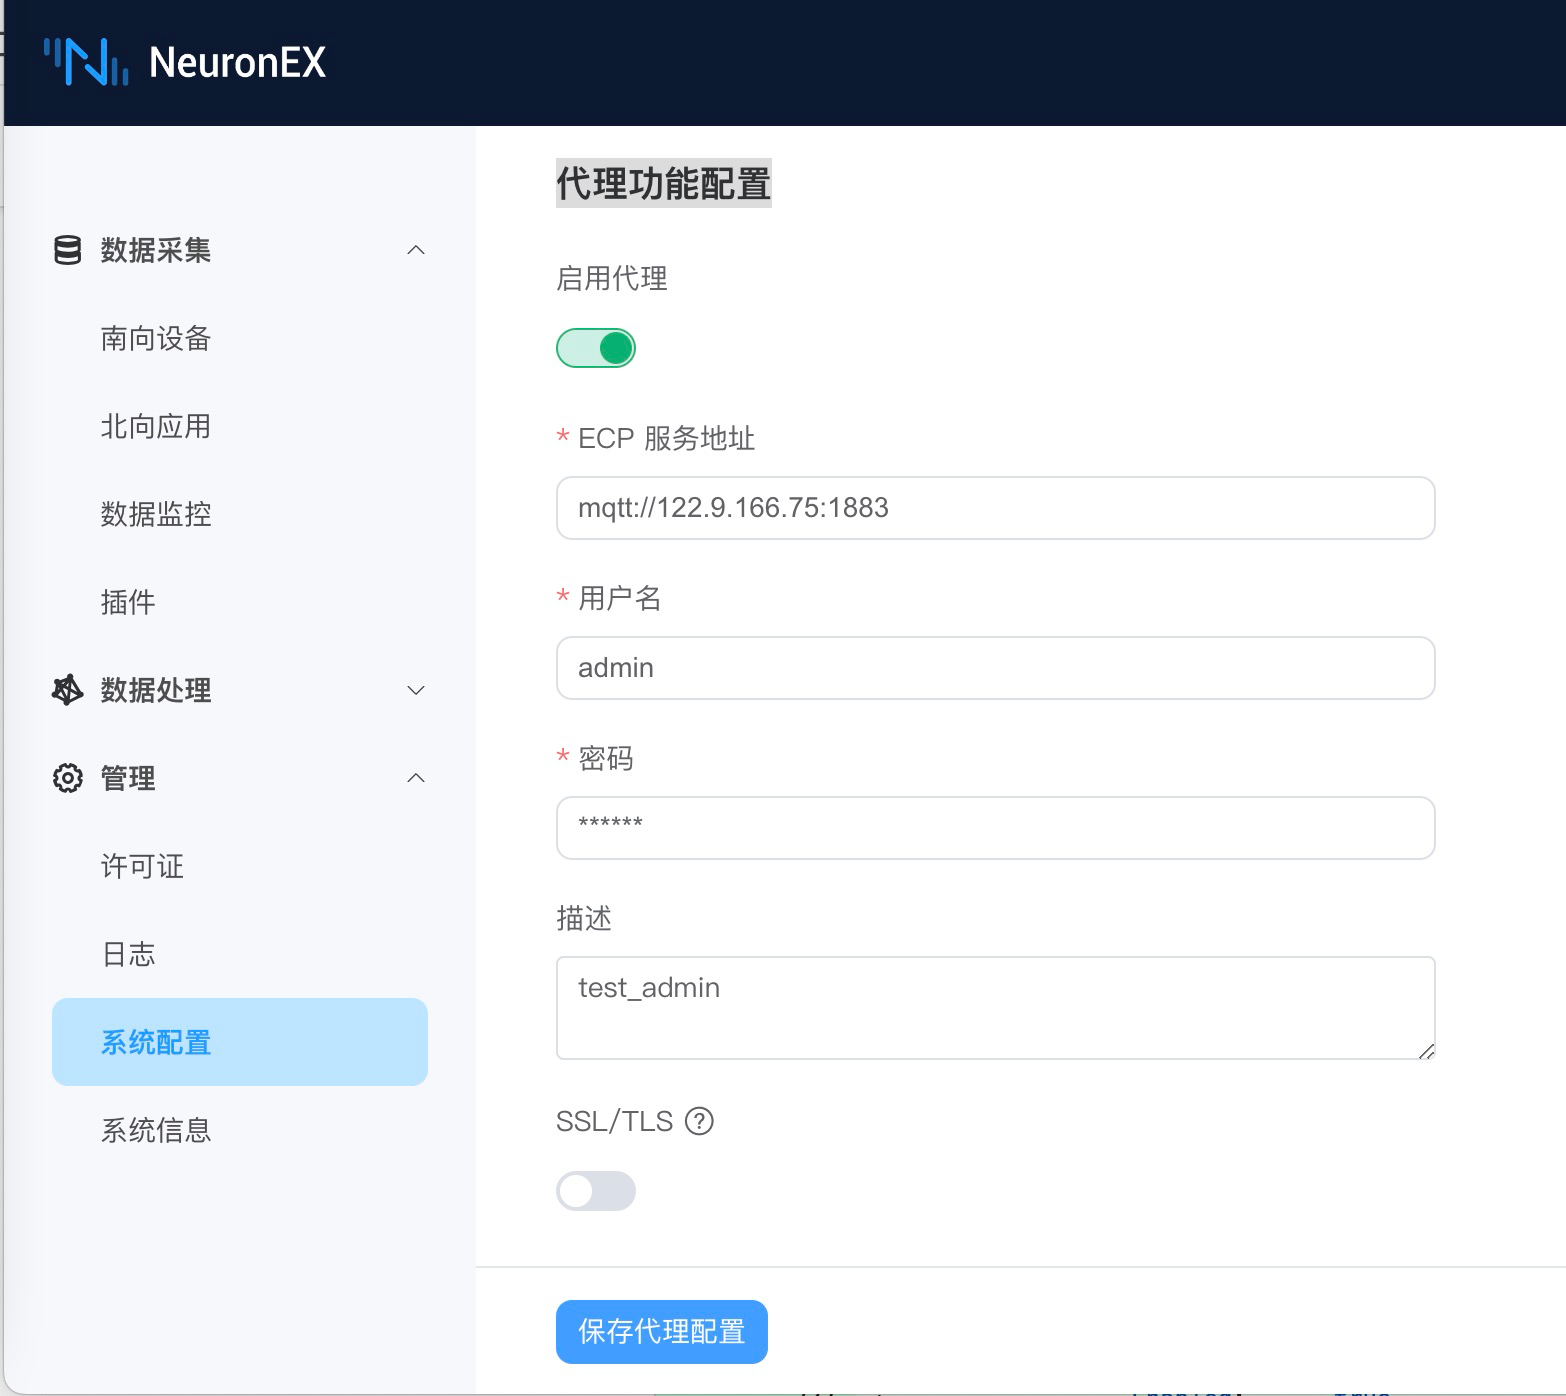 NeuronEX
数据采集
南向设备
北向应用
数据监控
插件
数据处理
管理
许可证
日志
系统配置
系统信息
代理功能配置
启用代理
* ECP 服务地址
mqtt://122.9.166.75:1883
* 用户名
admin
* 密码
******
描述
test_admin
SSL/TLS ?
保存代理配置